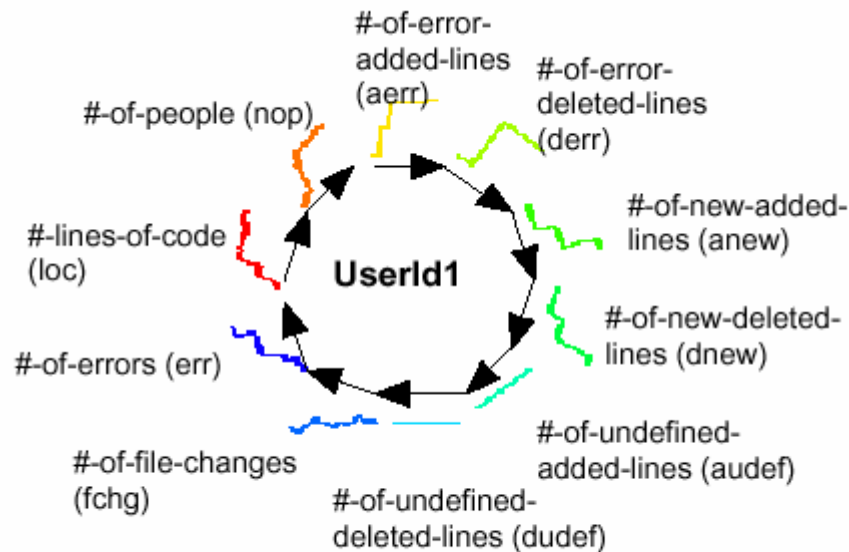 #-of-error-
added-lines
(aerr)
#-of-error-
deleted-lines
(derr)
#-of-people (nop)
#-of-new-added-
lines (anew)
#-lines-of-code
(loc)
UserId1
#-of-new-deleted-
lines (dnew)
#-of-errors (err)
#-of-undefined-
added-lines (audef)
#-of-file-changes
(fchg)
#-of-undefined-
deleted-lines (dudef)